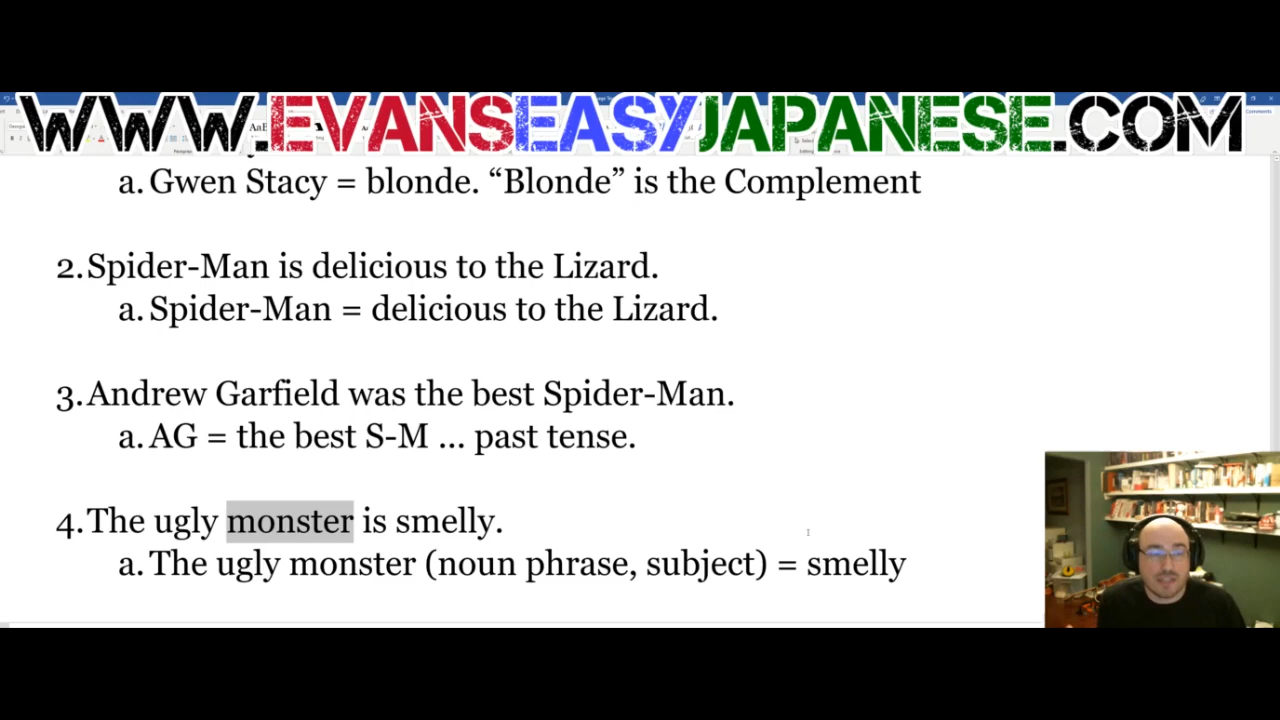 WWW.EVANSEASYJAPANESE.COM
a. Gwen Stacy = blonde. “Blonde” is the Complement
2. Spider-Man is delicious to the Lizard.
a. Spider-Man = delicious to the Lizard.
3. Andrew Garfield was the best Spider-Man.
a. AG = the best S-M ... past tense.
4. The ugly monster is smelly.
a. The ugly monster (noun phrase, subject) = smelly